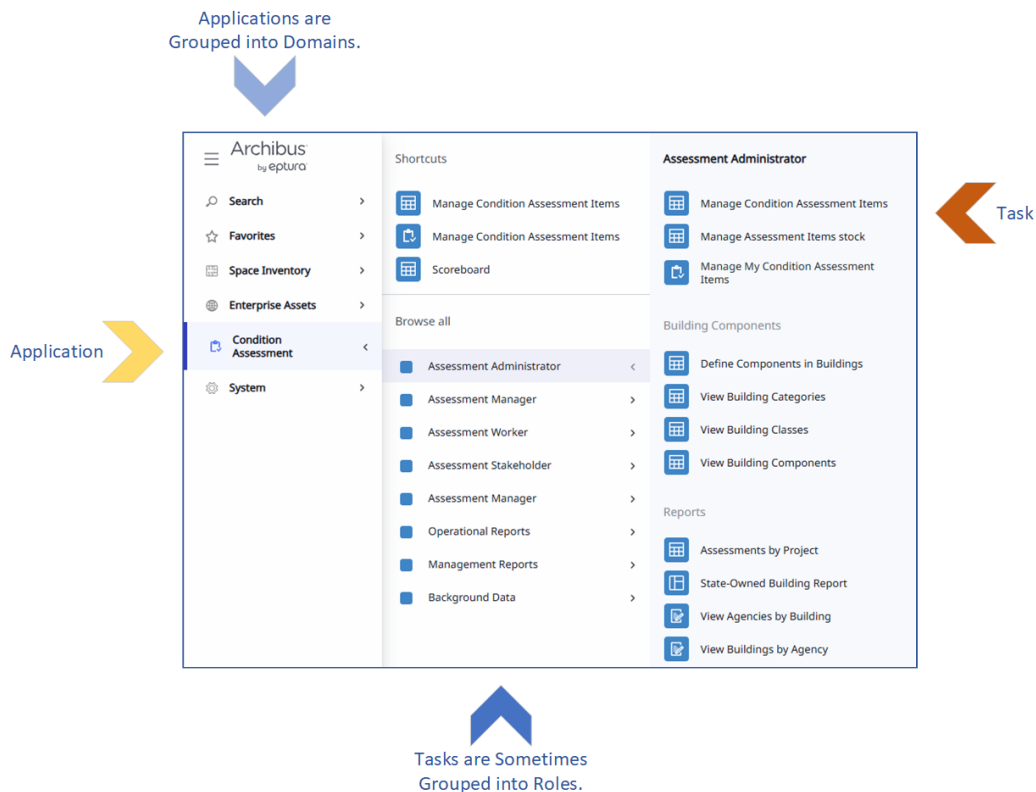 Applications are
Grouped into Domains.
Archibus
by eptura
Search
Favorites
Space Inventory
Enterprise Assets
Condition
Assessment
System
Shortcuts
Manage Condition Assessment Items
Manage Condition Assessment Items
Scoreboard
Browse all
Assessment Administrator
Assessment Manager
Assessment Worker
Assessment Stakeholder
Assessment Manager
Operational Reports
Management Reports
Background Data
Assessment Administrator
Manage Condition Assessment Items
Manage Assessment Items stock
Manage My Condition Assessment
Items
Building Components
Define Components in Buildings
View Building Categories
View Building Classes
View Building Components
Reports
Assessments by Project
State-Owned Building Report
View Agencies by Building
View Buildings by Agency
Application
Task
Tasks are Sometimes
Grouped into Roles.